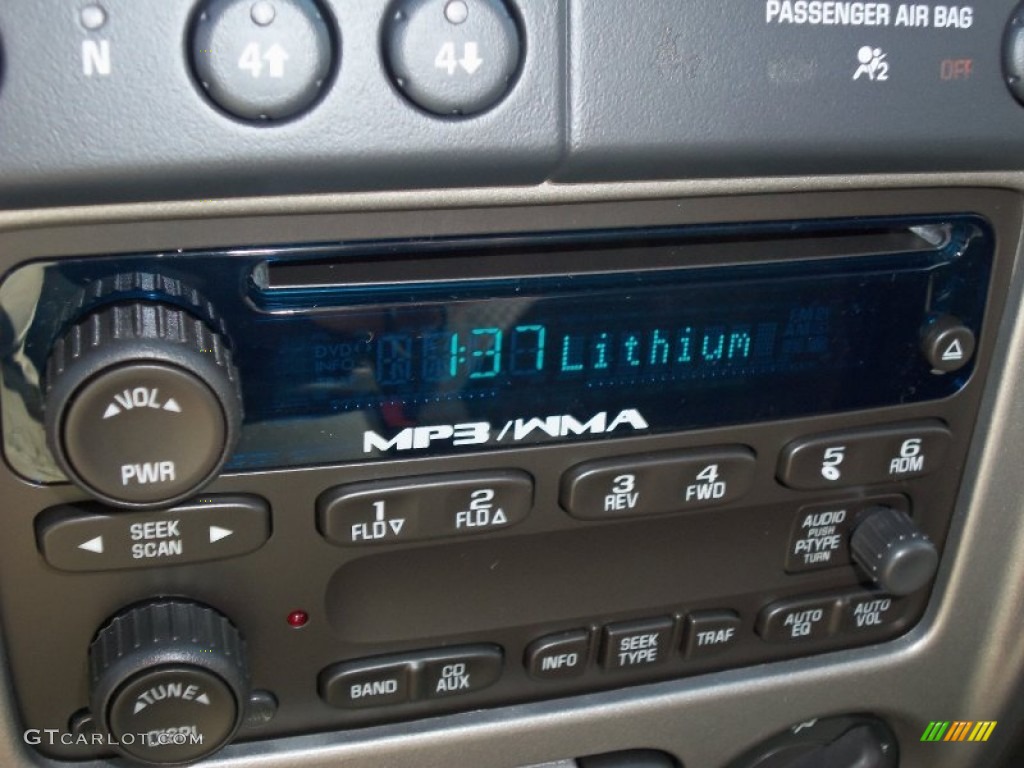 N
4
4
PASSENGER AIR BAG
2
OFF
1:37 Lithium
MP3/WMA
VOL
PWR
SEEK
SCAN
1
FLD
2
FLD
3
REV
4
FWD
5
6
RDM
AUDIO
PUSH
P-TYPE
TURN
BAND
CD
AUX
INFO
SEEK
TYPE
TRAF
AUTO
EQ
AUTO
VOL
TUNE
DISPL
GTCARLOT.COM